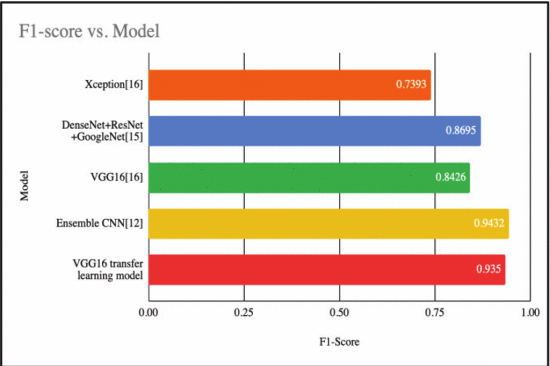 F1-score vs. Model
Model
Xception[16]
0.7393
DenseNet+ResNet
+GoogleNet[15]
0.8695
VGG16[16]
0.8426
Ensemble CNN[12]
0.9432
VGG16 transfer
learning model
0.935
0.00 0.25 0.50 0.75 1.00
F1-Score